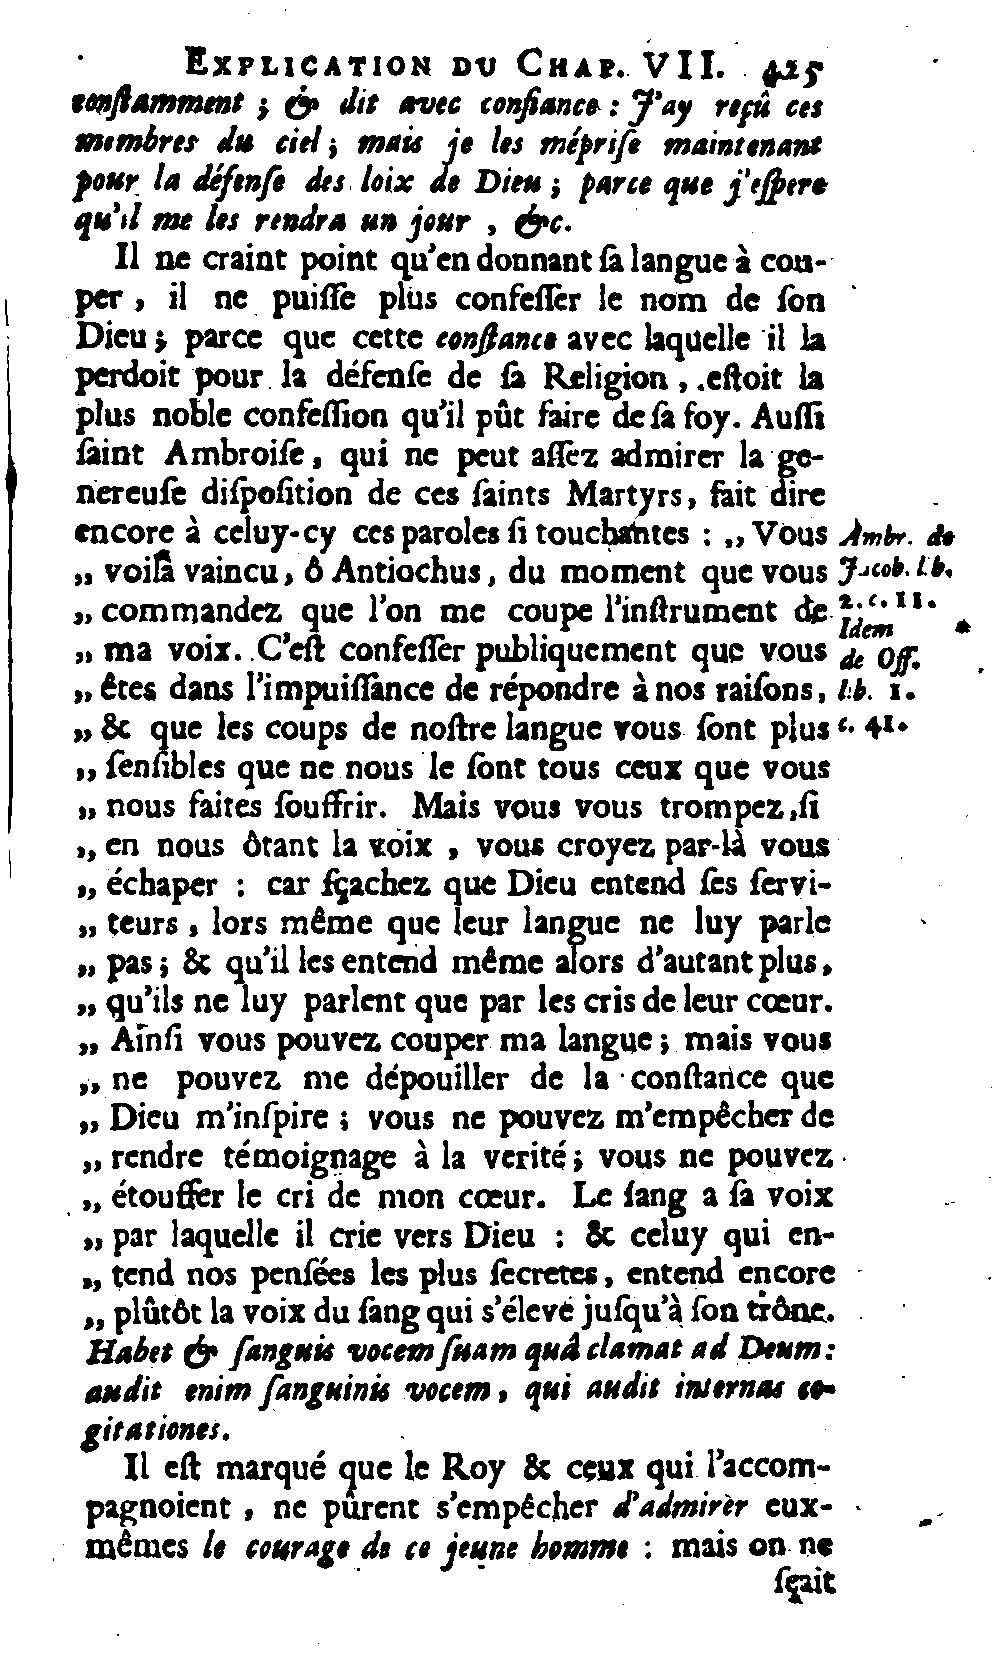 EXPLICATION DU CHAP. VII. 425
conſtamment ; & dit avec confiance : J'ay reçû ces
membres du ciel ; mais je les mépriſe maintenant
pour la défenſe des loix de Dieu ; parce que j'eſpere
qu'il me les rendra un jour , &c.
Il ne craint point qu'en donnant ſa langue à cou-
per , il ne puiſſe plus confeſſer le nom de ſon
Dieu ; parce que cette conſtance avec laquelle il la
perdoit pour la défenſe de ſa Religion , eſtoit la
plus noble confeſſion qu'il pût faire de ſa foy. Auſſi
ſaint Ambroiſe, qui ne peut aſſez admirer la ge-
nereuſe diſpoſition de ces ſaints Martyrs, fait dire
encore à celuy-cy ces paroles ſi touchantes : ,, Vous
,, voilà vaincu, ô Antiochus, du moment que vous
,, commandez que l'on me coupe l'inſtrument de
,, ma voix. C'eſt confeſſer publiquement que vous
,, êtes dans l'impuiſſance de répondre à nos raiſons,
,, & que les coups de noſtre langue vous ſont plus
,, ſenſibles que ne nous le ſont tous ceux que vous
,, nous faites ſouffrir. Mais vous vous trompez, ſi
,, en nous ôtant la voix , vous croyez par-là vous
,, échaper : car ſçachez que Dieu entend ſes ſervi-
,, teurs , lors même que leur langue ne luy parle
,, pas ; & qu'il les entend même alors d'autant plus,
,, qu'ils ne luy parlent que par les cris de leur cœur.
,, Ainſi vous pouvez couper ma langue ; mais vous
,, ne pouvez me dépouiller de la conſtance que
,, Dieu m'inſpire ; vous ne pouvez m'empêcher de
,, rendre témoignage à la verité ; vous ne pouvez
,, étouffer le cri de mon cœur. Le ſang a ſa voix
,, par laquelle il crie vers Dieu : & celuy qui en-
,, tend nos penſées les plus ſecretes, entend encore
,, plûtôt la voix du ſang qui s'élevé juſqu'à ſon trône.
Habet & ſanguis vocem ſuam quâ clamat ad Deum :
audit enim ſanguinis vocem, qui audit internas co-
gitationes.
Il eſt marqué que le Roy & ceux qui l'accom-
pagnoient , ne pûrent s'empêcher d'admirer eux-
mêmes le courage de ce jeune homme : mais on ne
ſçait
Ambr. de
Jacob. l.b.
2. c. 11.
Idem *
de Off.
l.b. 1.
c. 41.